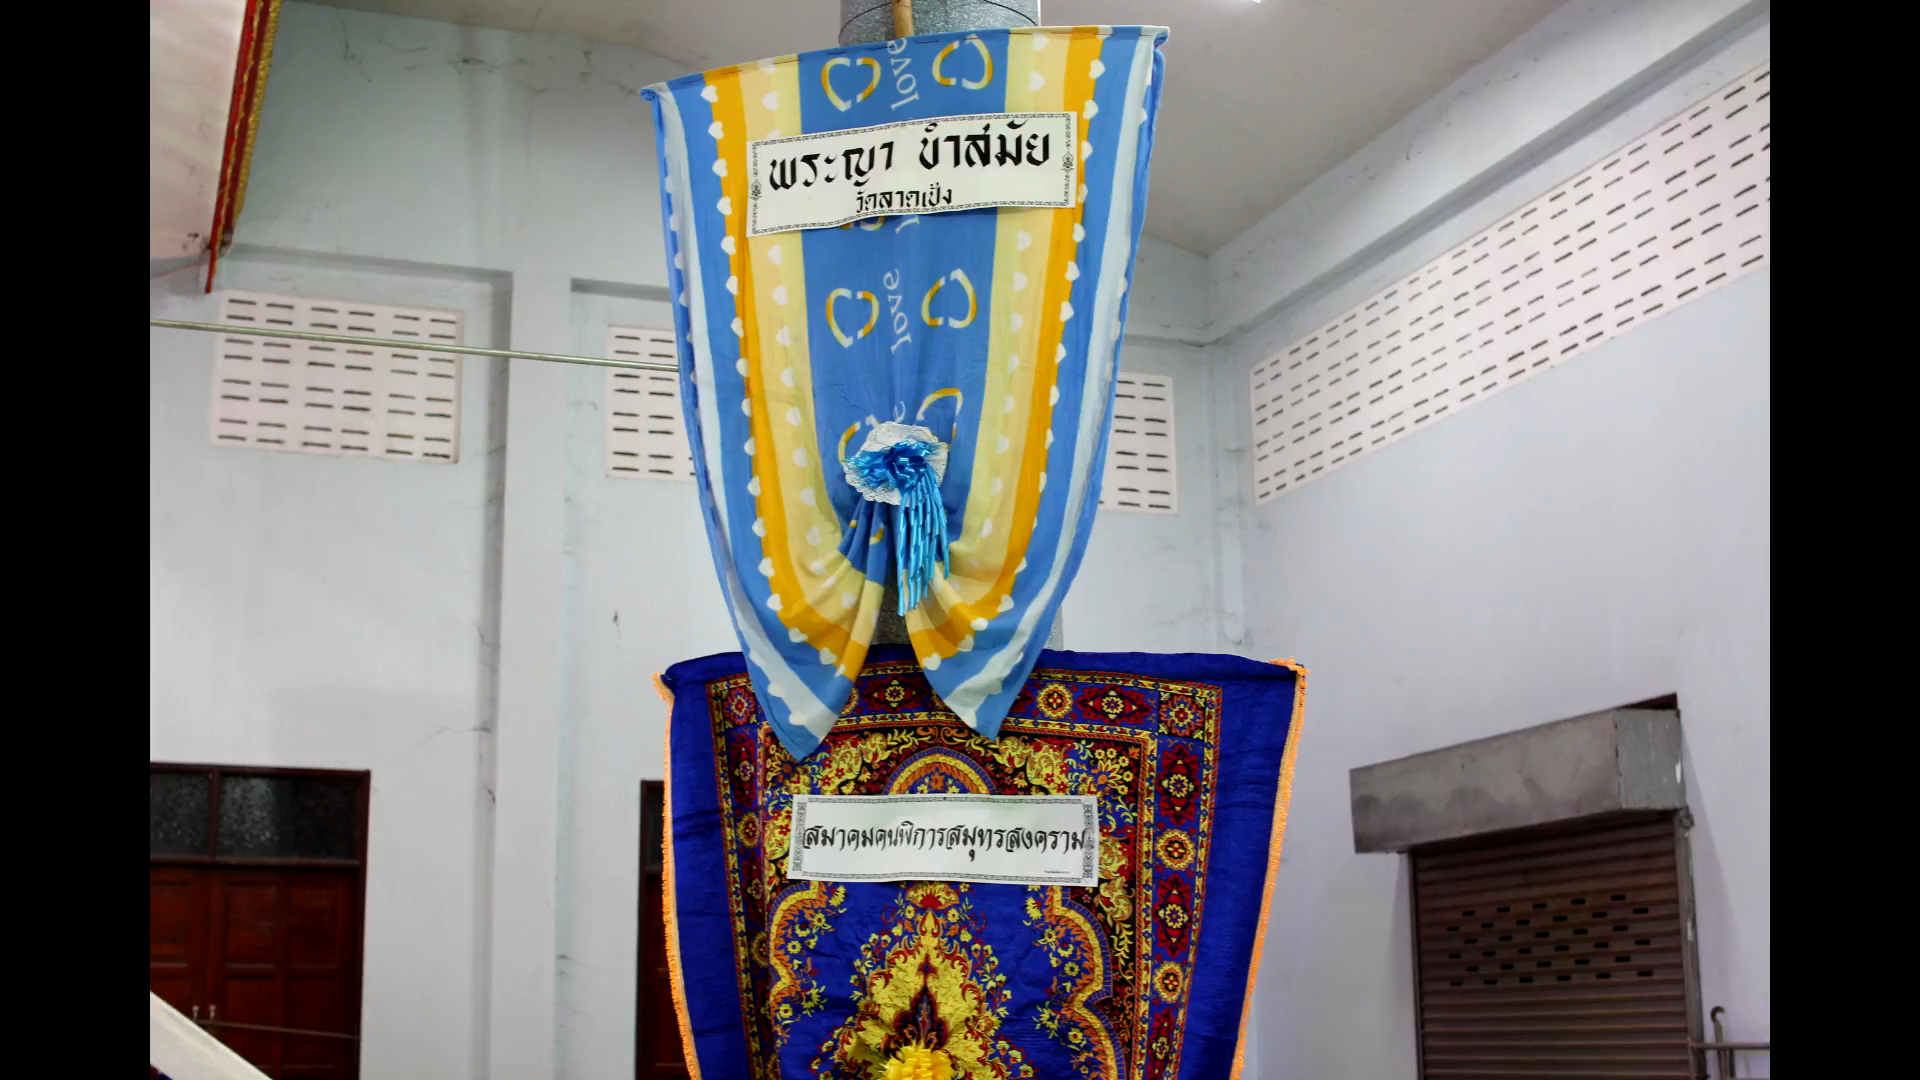 love
พระญา ขำสมัย
วัดลาดเป้ง
love
สมาคมคนพิการสมุทรสงคราม